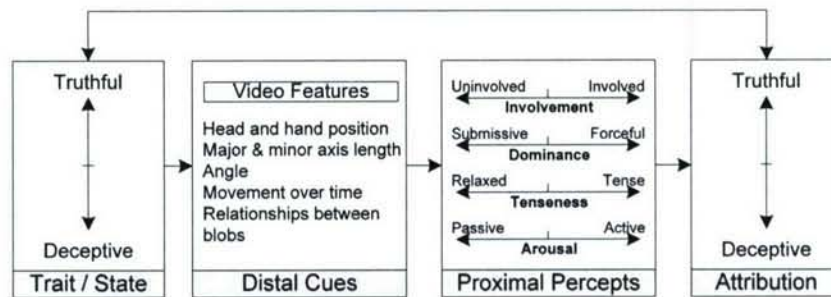 Truthful
Deceptive
Trait / State
Video Features
Head and hand position
Major & minor axis length
Angle
Movement over time
Relationships between
blobs
Distal Cues
Uninvolved Involved
Involvement
Submissive Forceful
Dominance
Relaxed Tense
Tenseness
Passive Active
Arousal
Proximal Percepts
Truthful
Deceptive
Attribution